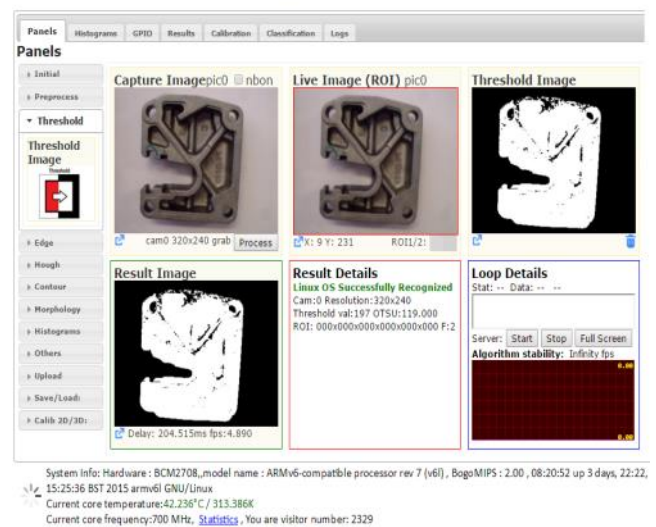 Panels Histograms GPIO Results Calibration Classification Logs
Panels
Initial
Preprocess
Threshold
Threshold Image
Threshold
Edge
Hough
Contour
Morphology
Histograms
Others
Upload
Save/Load:
Calib 2D/3D:
Capture Imagepic0 nbon
cam0 320x240 grab Process
Live Image (ROI) pic0
X: 9 Y: 231 ROI1/2:
Threshold Image
Result Image
Delay: 204.515ms fps:4.890
Result Details
Linux OS Successfully Recognized
Cam:0 Resolution:320x240
Threshold val:197 OTSU:119.000
ROI: 000x000x000x000x000x000 F:2
Loop Details
Stat: -- Data: -- --
Server: Start Stop Full Screen
Algorithm stability: Infinity fps
0.00
0.00
System Info: Hardware : BCM2708,,model name : ARMv6-compatible processor rev 7 (v6l) , BogoMIPS : 2.00 , 08:20:52 up 3 days, 22:22,
15:25:36 BST 2015 armv6l GNU/Linux
Current core temperature:42.236°C / 313.386K
Current core frequency:700 MHz, Statistics , You are visitor number: 2329